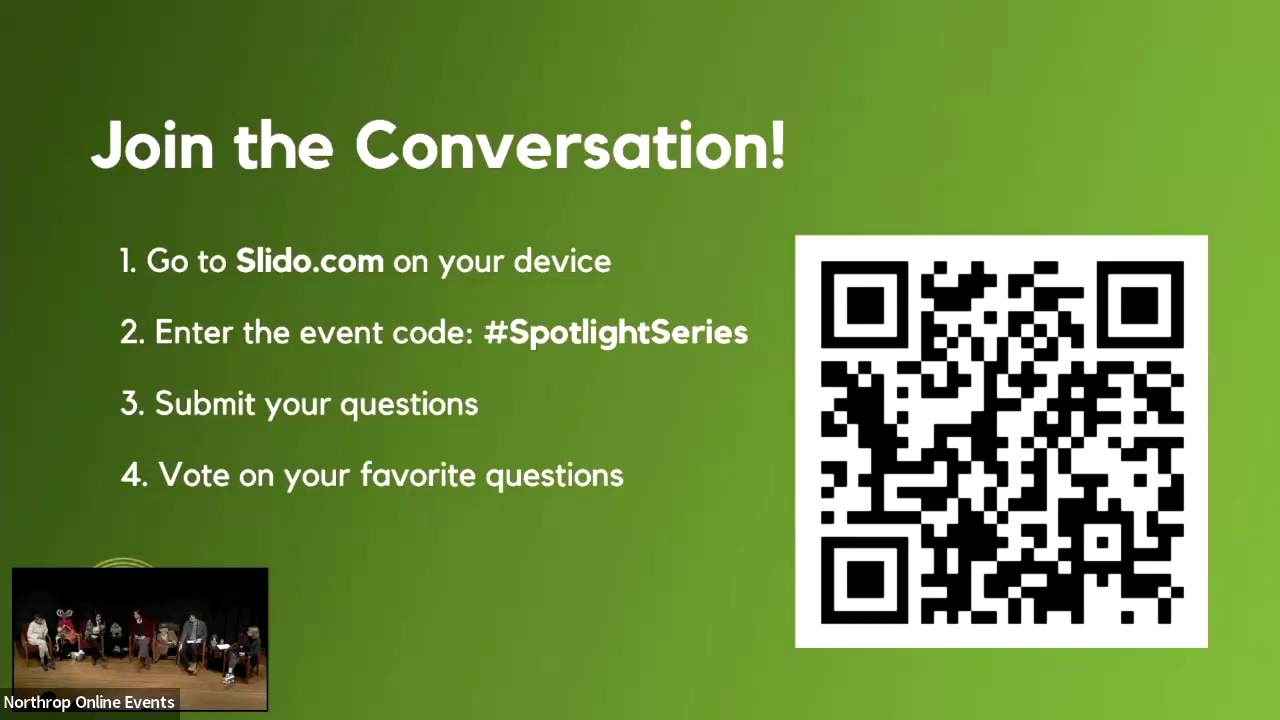 Join the Conversation!
1. Go to Slido.com on your device
2. Enter the event code: #SpotlightSeries
3. Submit your questions
4. Vote on your favorite questions
Northrop Online Events